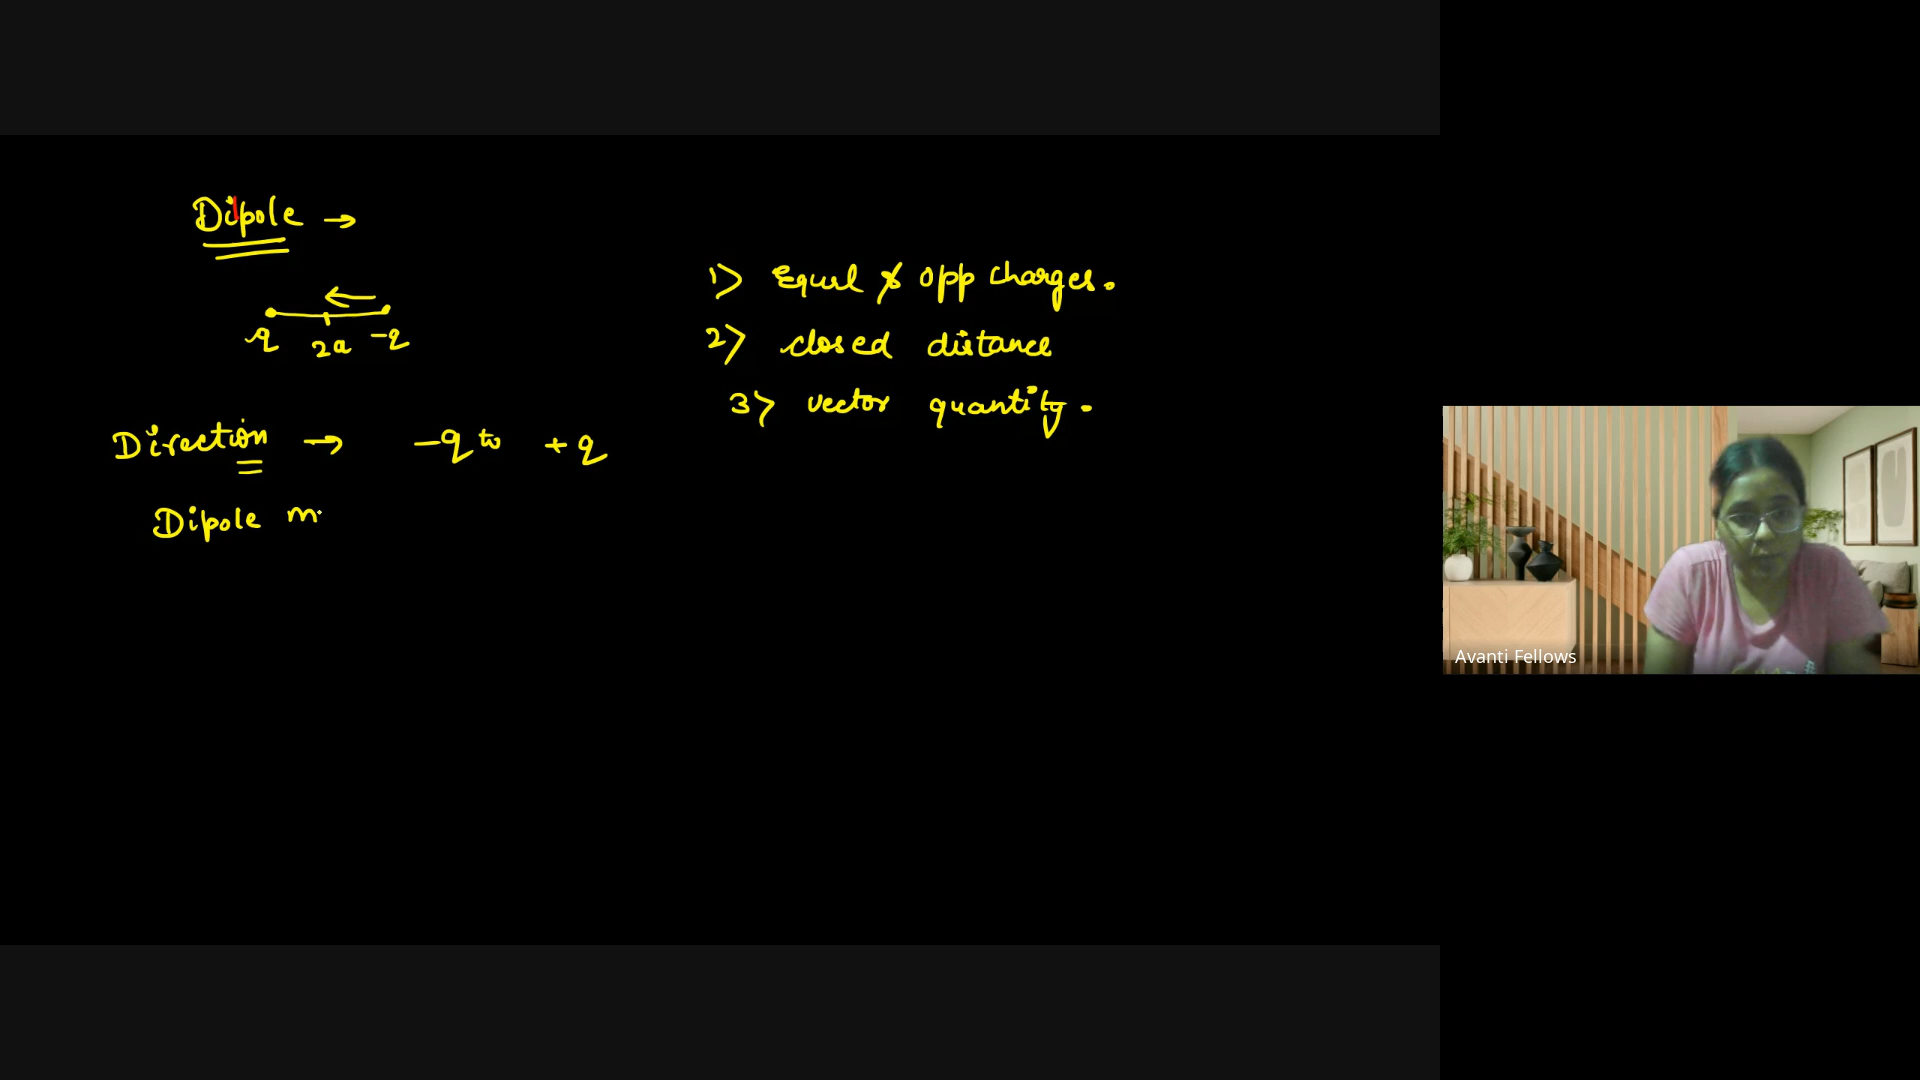 Dipole →
q 2a -q
Direction → -q to +q
Dipole m
1> Equal & opp charges.
2> closed distance
3> vector quantity.
Avanti Fellows